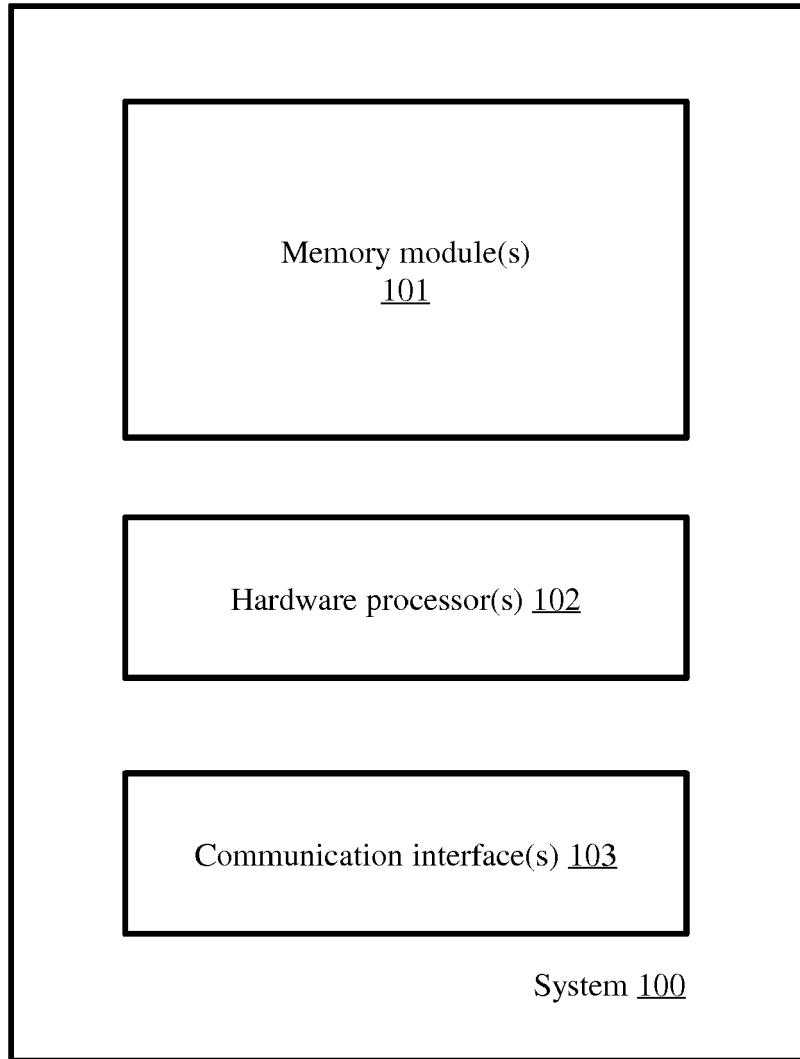 Memory module(s)
101
Hardware processor(s) 102
Communication interface(s) 103
System 100